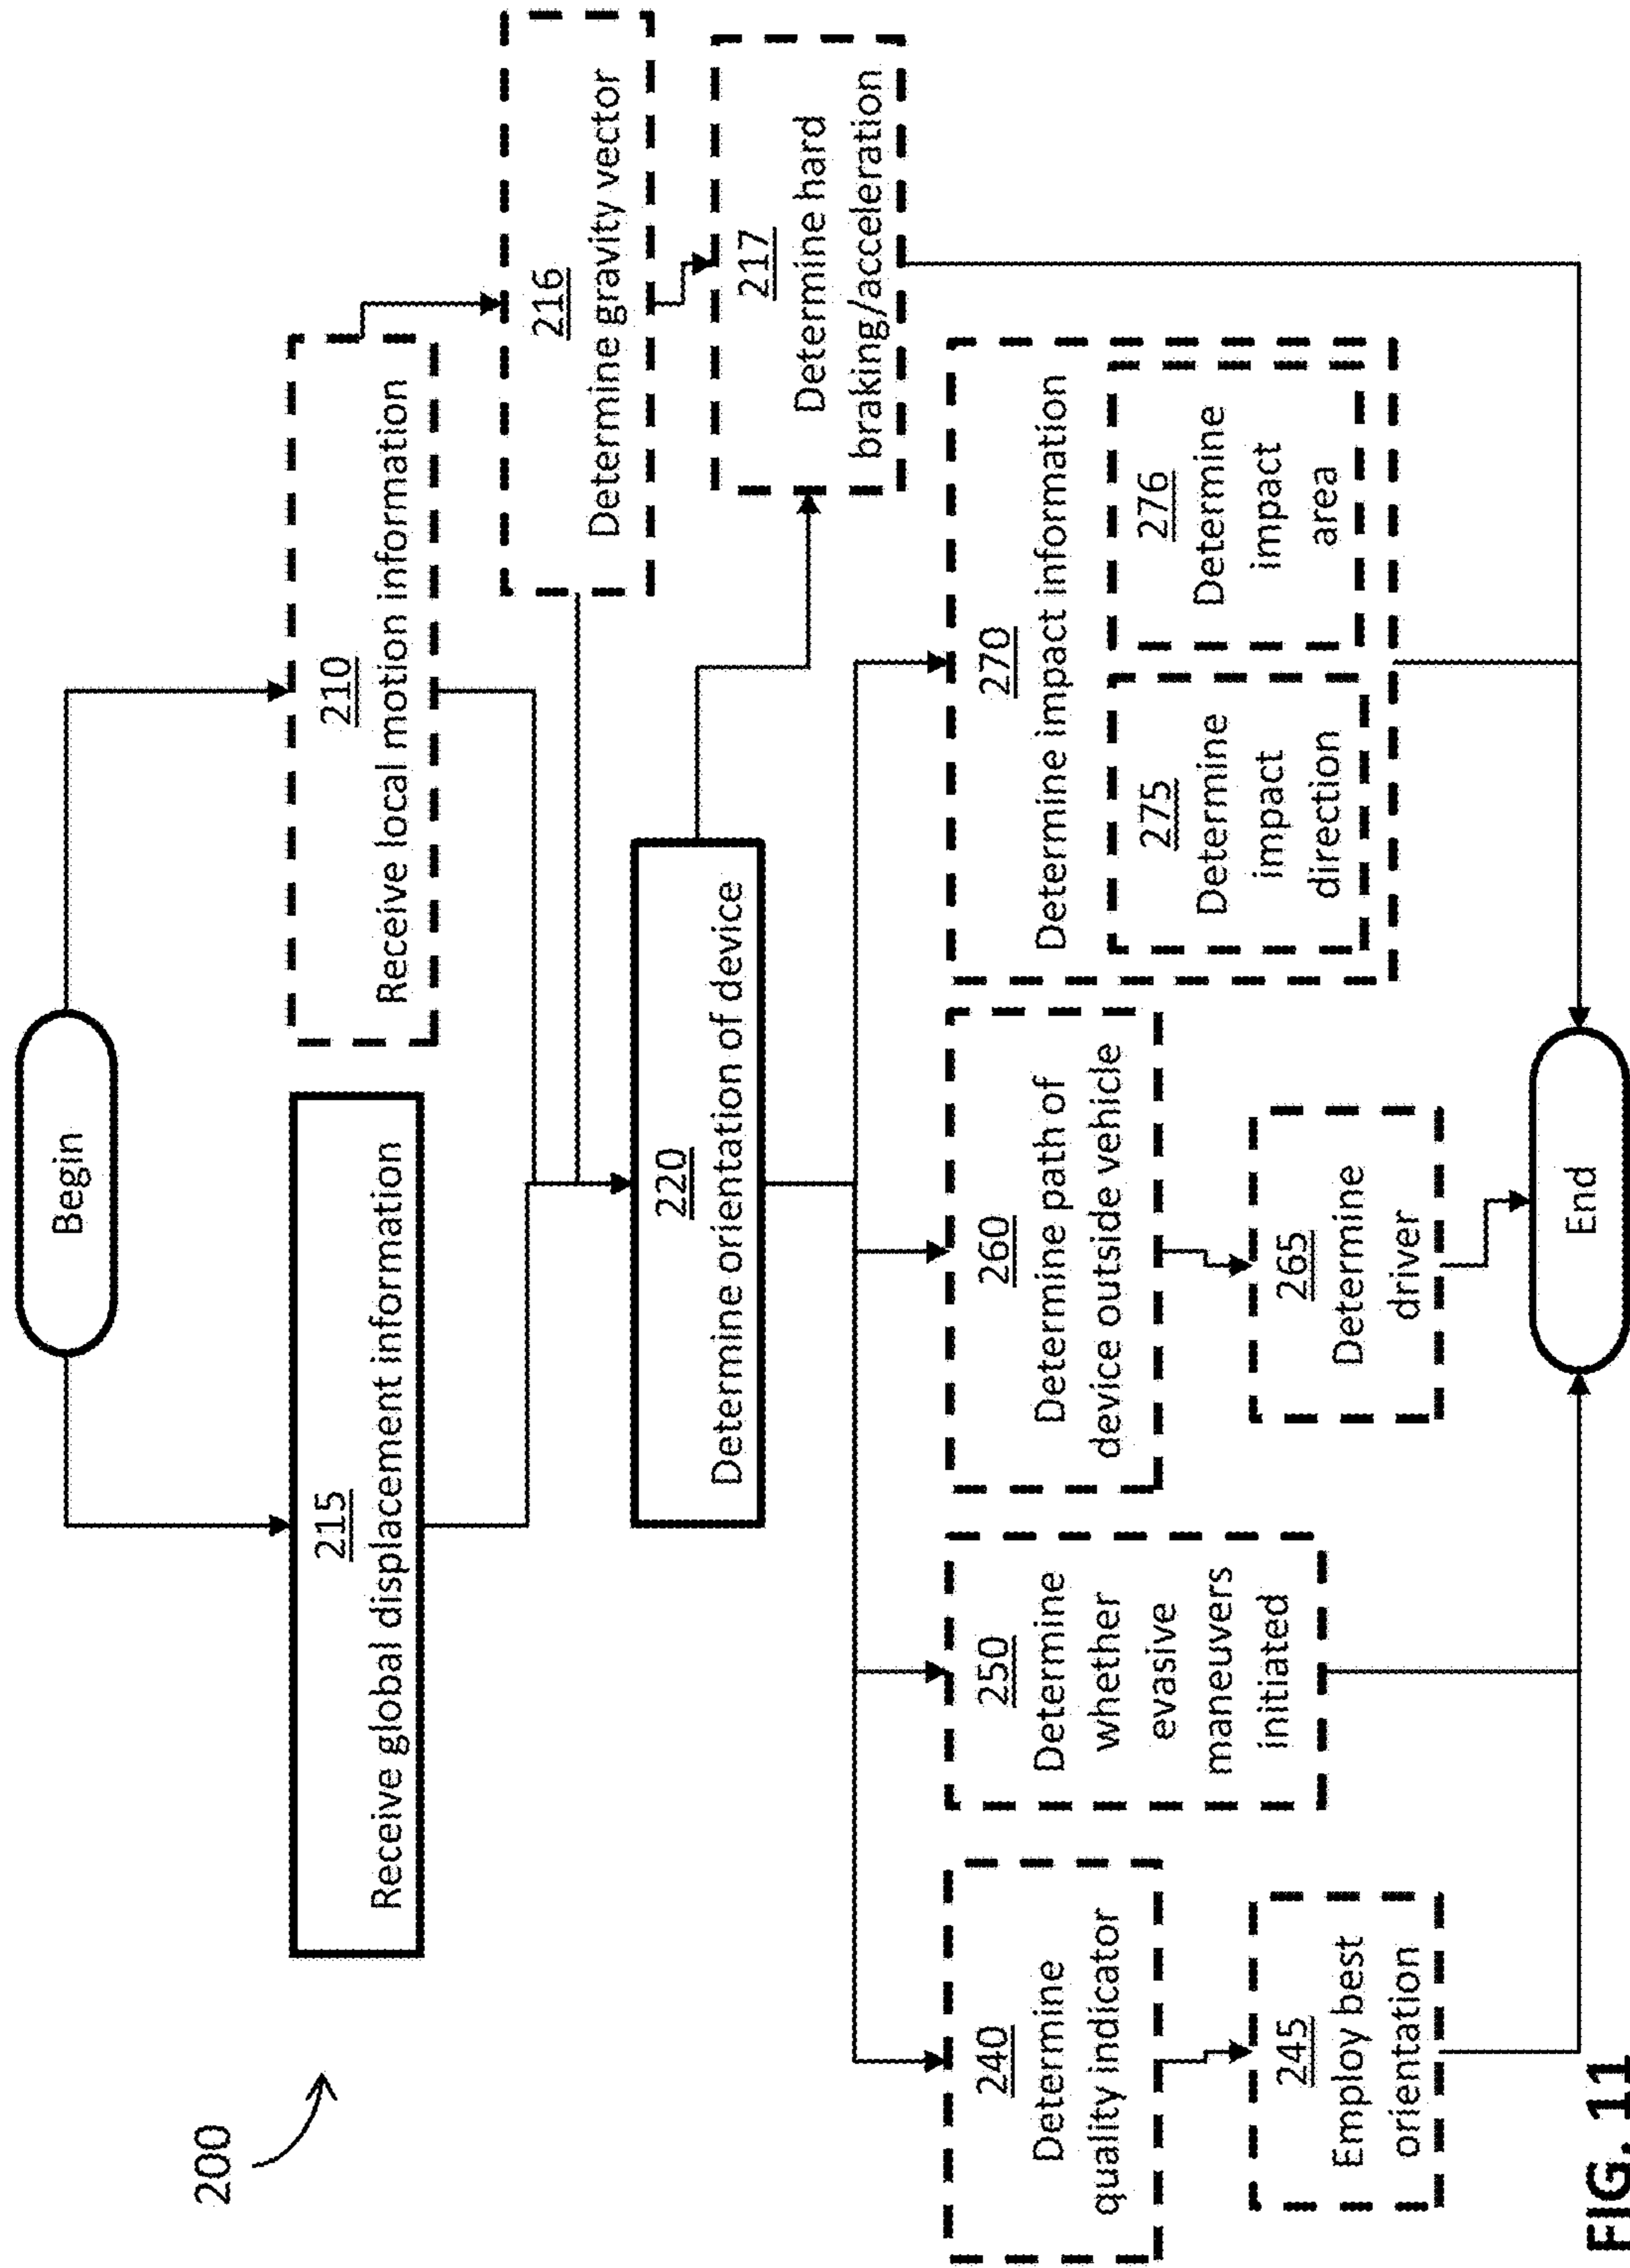 200
Begin
215
Receive global displacement information
210
Receive local motion information
216
Determine gravity vector
217
Determine hard
braking/acceleration
220
Determine orientation of device
240
Determine
quality indicator
245
Employ best
orientation
250
Determine
whether
evasive
maneuvers
initiated
260
Determine path of
device outside vehicle
265
Determine
driver
270
Determine impact information
275
Determine
impact
direction
276
Determine
impact
area
End
FIG. 11